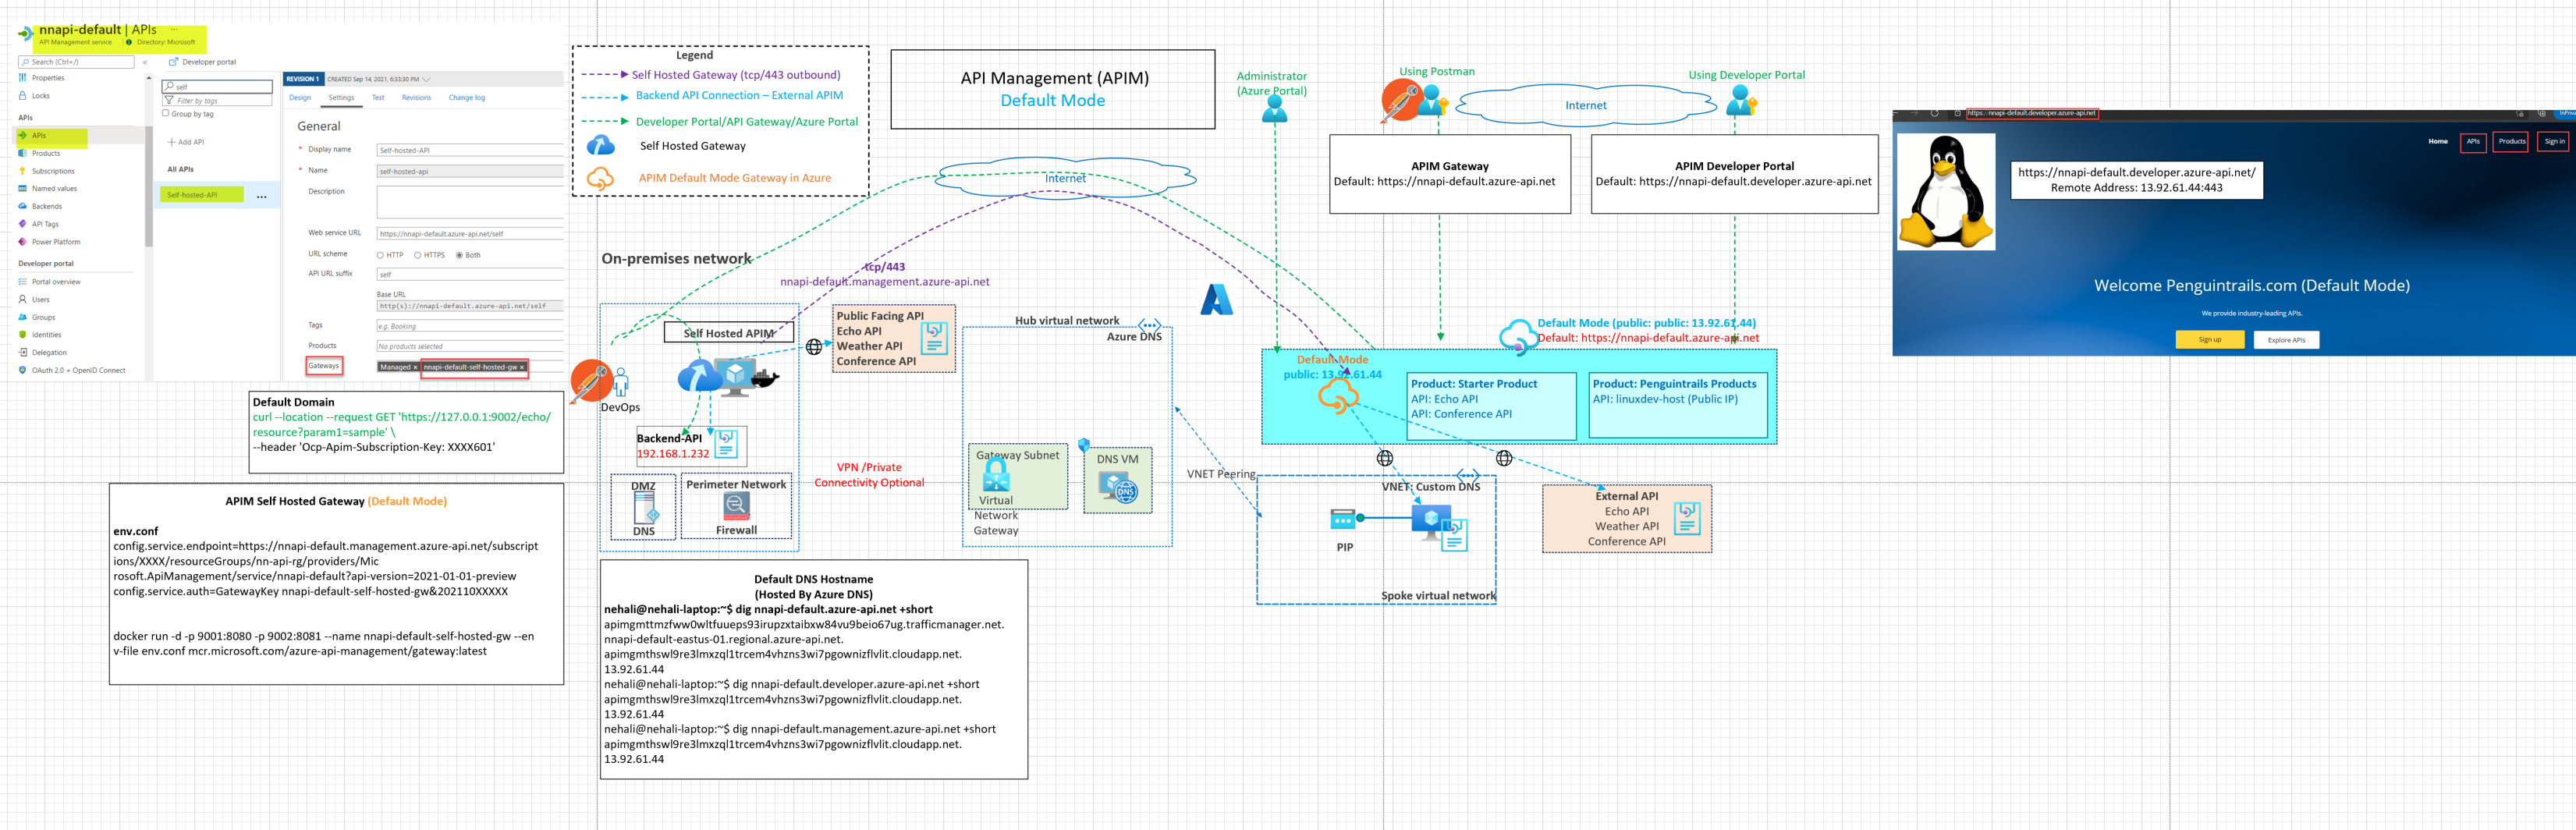 nnapi-default | APIs ...
API Management service
Directory: Microsoft
Search (Ctrl+/)
«
Developer portal
Properties
Locks
APIs
APIs
Products
Subscriptions
Named values
Backends
API Tags
Power Platform
Developer portal
Portal overview
Users
Groups
Identities
Delegation
OAuth 2.0 + OpenID Connect
self
Filter by tags
Group by tag
+ Add API
All APIs
Self-hosted-API
...
REVISION 1
CREATED Sep 14, 2021, 6:33:30 PM
Design
Settings
Test
Revisions
Change log
General
* Display name
Self-hosted-API
* Name
self-hosted-api
Description
Web service URL
https://nnapi-default.azure-api.net/self
URL scheme
HTTP
HTTPS
Both
API URL suffix
self
Base URL
http(s)://nnapi-default.azure-api.net/self
Tags
e.g. Booking
Products
No products selected
Gateways
Managed ×
nnapi-default-self-hosted-gw ×
Default Domain
curl --location --request GET 'https://127.0.0.1:9002/echo/
resource?param1=sample' \
--header 'Ocp-Apim-Subscription-Key: XXXX601'
APIM Self Hosted Gateway (Default Mode)
env.conf
config.service.endpoint=https://nnapi-default.management.azure-api.net/subscript
ions/XXXX/resourceGroups/nn-api-rg/providers/Mic
rosoft.ApiManagement/service/nnapi-default?api-version=2021-01-01-preview
config.service.auth=GatewayKey nnapi-default-self-hosted-gw&202110XXXXX
docker run -d -p 9001:8080 -p 9002:8081 --name nnapi-default-self-hosted-gw --en
v-file env.conf mcr.microsoft.com/azure-api-management/gateway:latest
Legend
Self Hosted Gateway (tcp/443 outbound)
Backend API Connection – External APIM
Developer Portal/API Gateway/Azure Portal
Self Hosted Gateway
APIM Default Mode Gateway in Azure
API Management (APIM)
Default Mode
Internet
On-premises network
tcp/443
nnapi-default.management.azure-api.net
Self Hosted APIM
Public Facing API
Echo API
Weather API
Conference API
DevOps
Backend-API
192.168.1.232
DMZ
DNS
Perimeter Network
Firewall
VPN /Private
Connectivity Optional
Hub virtual network
Azure DNS
Gateway Subnet
Virtual
Network
Gateway
DNS VM
DNS
VNET Peering
Default DNS Hostname
(Hosted By Azure DNS)
nehali@nehali-laptop:~$ dig nnapi-default.azure-api.net +short
apimgmttmzfww0wltfuueps93irupzxtaibxw84vu9beio67ug.trafficmanager.net.
nnapi-default-eastus-01.regional.azure-api.net.
apimgmthswl9re3lmxzql1trcem4vhzns3wi7pgownizflvlit.cloudapp.net.
13.92.61.44
nehali@nehali-laptop:~$ dig nnapi-default.developer.azure-api.net +short
apimgmthswl9re3lmxzql1trcem4vhzns3wi7pgownizflvlit.cloudapp.net.
13.92.61.44
nehali@nehali-laptop:~$ dig nnapi-default.management.azure-api.net +short
apimgmthswl9re3lmxzql1trcem4vhzns3wi7pgownizflvlit.cloudapp.net.
13.92.61.44
Administrator
(Azure Portal)
Using Postman
Internet
Using Developer Portal
APIM Gateway
Default: https://nnapi-default.azure-api.net
APIM Developer Portal
Default: https://nnapi-default.developer.azure-api.net
Default Mode (public: public: 13.92.61.44)
Default: https://nnapi-default.azure-api.net
Default Mode
public: 13.92.61.44
Product: Starter Product
API: Echo API
API: Conference API
Product: Penguintrails Products
API: linuxdev-host (Public IP)
VNET: Custom DNS
PIP
Spoke virtual network
External API
Echo API
Weather API
Conference API
https://nnapi-default.developer.azure-api.net
InPriva
Home
APIs
Products
Sign in
https://nnapi-default.developer.azure-api.net/
Remote Address: 13.92.61.44:443
Welcome Penguintrails.com (Default Mode)
We provide industry-leading APIs.
Sign up
Explore APIs